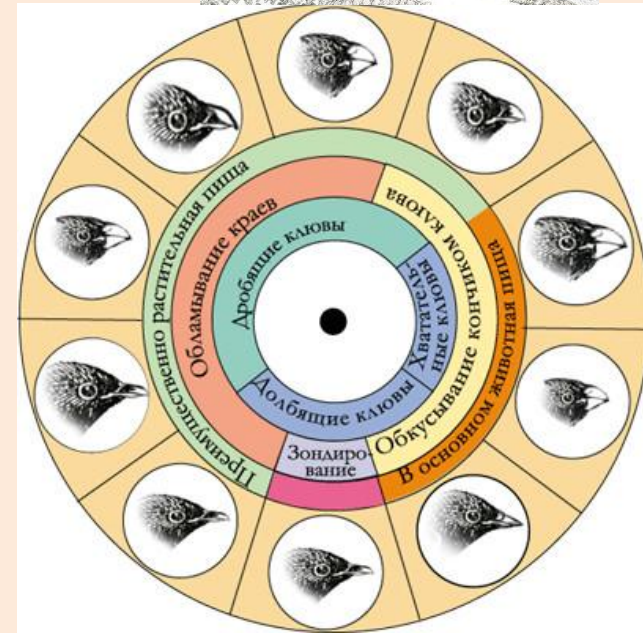 Преимущественно растительная пища
Обламывание краев
Дробящие клювы
Хвататель-
ные клювы
Долбящие клювы
Зондиро-
вание
Обкусывание кончиком клюва
В основном животная пища